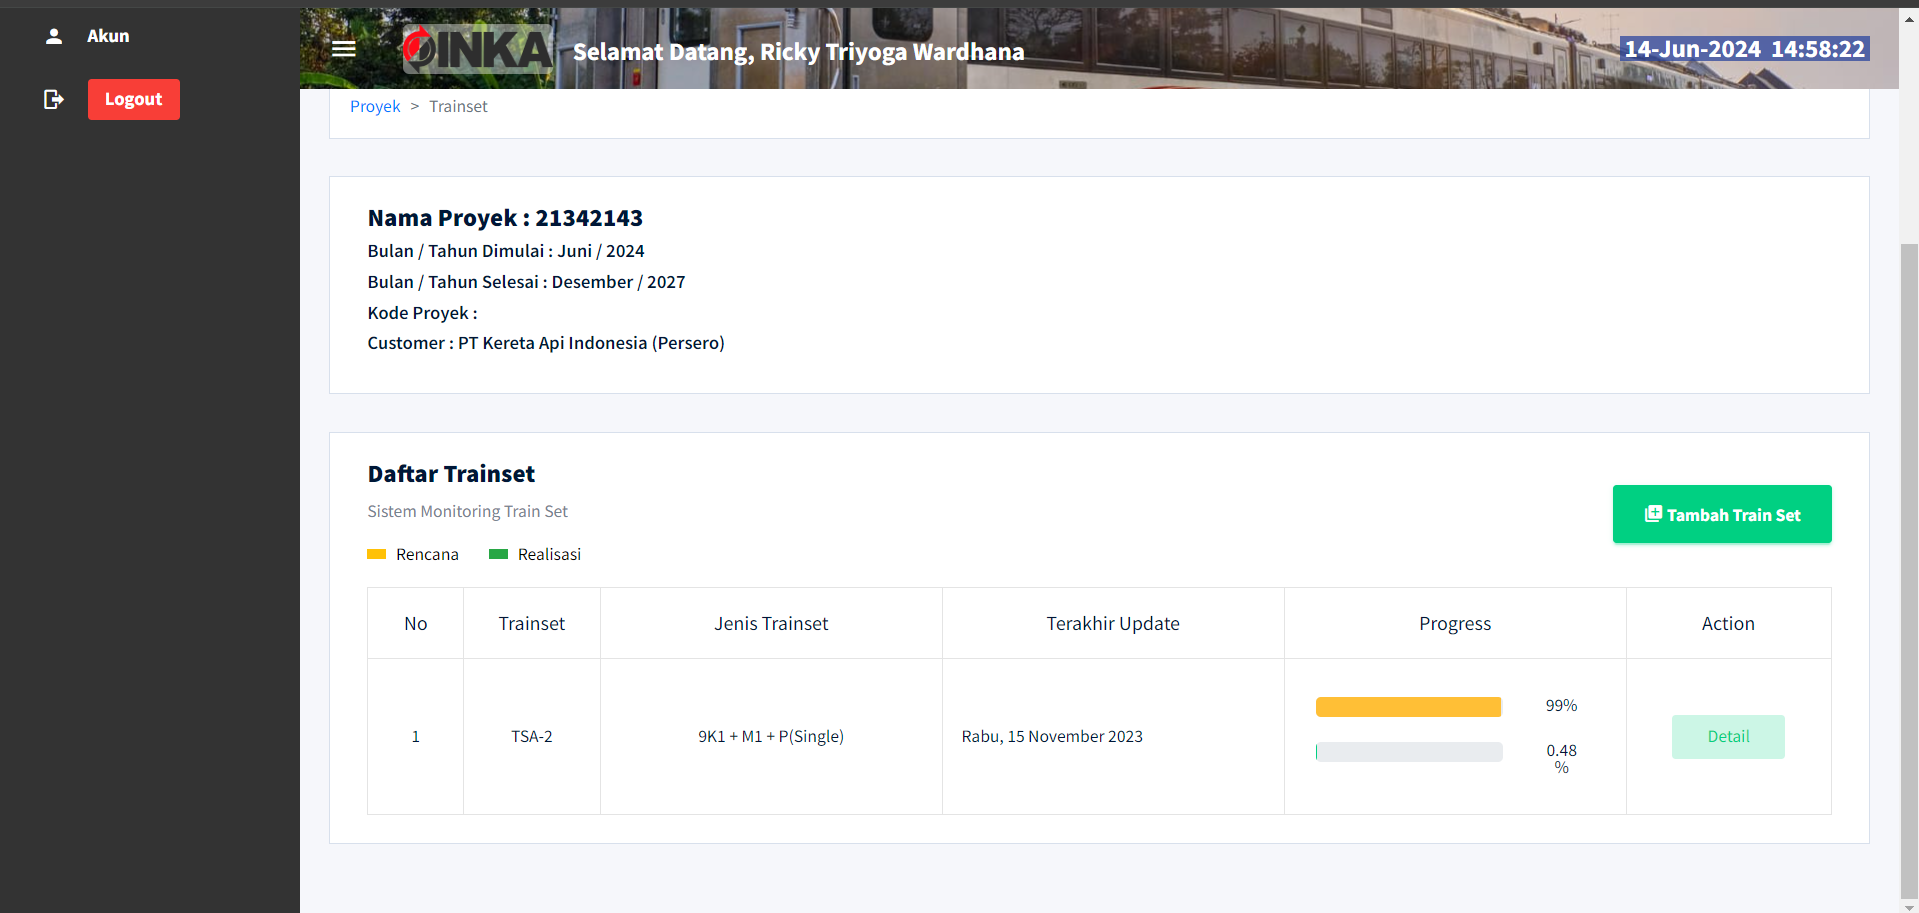 Akun
Logout
INKA
Selamat Datang, Ricky Triyoga Wardhana
14-Jun-2024 14:58:22
Proyek > Trainset
Nama Proyek : 21342143
Bulan / Tahun Dimulai : Juni / 2024
Bulan / Tahun Selesai : Desember / 2027
Kode Proyek :
Customer : PT Kereta Api Indonesia (Persero)
Daftar Trainset
Sistem Monitoring Train Set
Tambah Train Set
Rencana Realisasi
No Trainset Jenis Trainset Terakhir Update Progress Action
1 TSA-2 9K1 + M1 + P(Single) Rabu, 15 November 2023 99% Detail
0.48
%